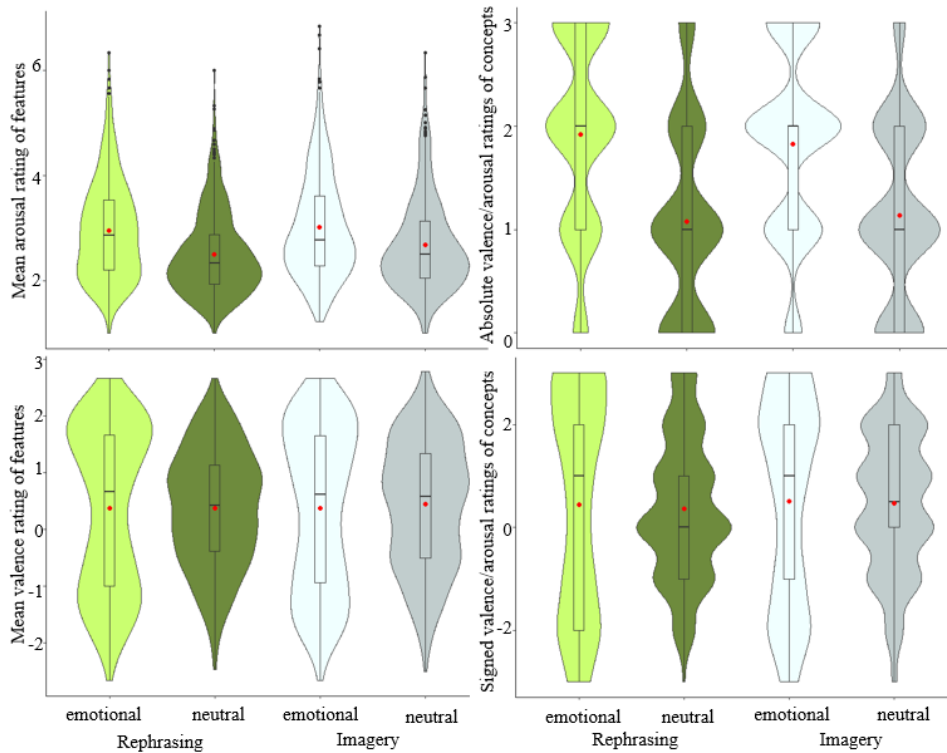 Mean arousal rating of features
6
4
2
Absolute valence/arousal ratings of concepts
3
2
1
0
Mean valence rating of features
3
2
1
0
-1
-2
Signed valence/arousal ratings of concepts
2
0
-2
emotional neutral emotional neutral
Rephrasing Imagery
emotional neutral emotional neutral
Rephrasing Imagery